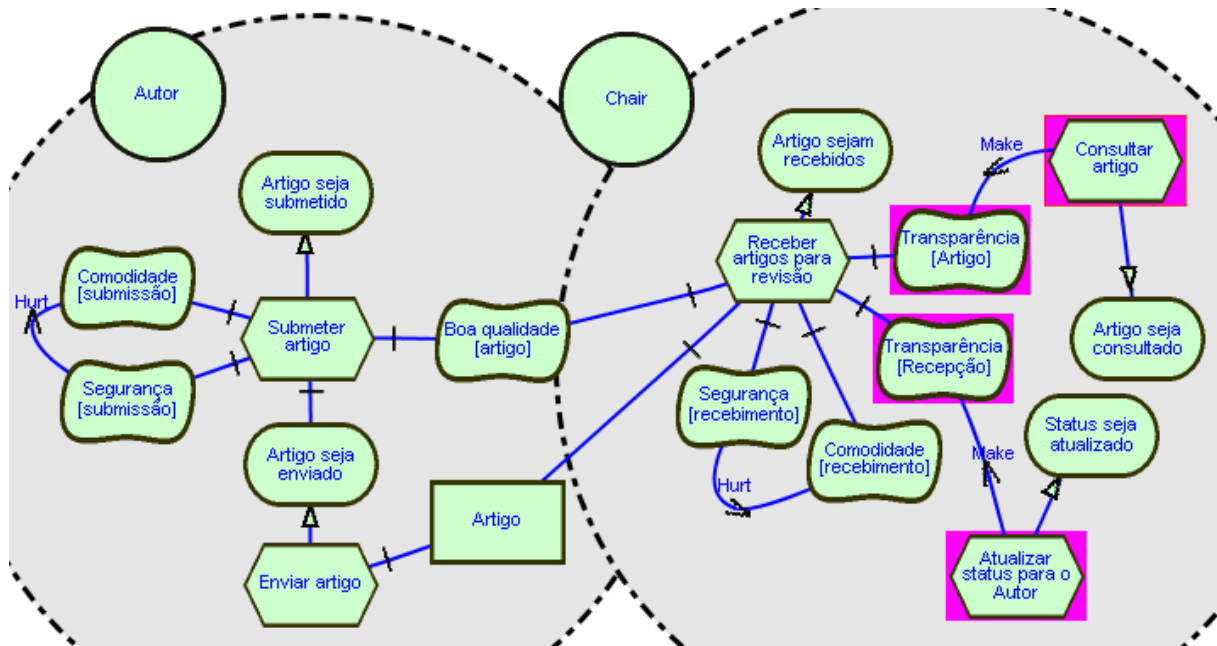 Autor
Artigo seja
submetido
Comodidade
[submissão]
Hurt
Submeter
artigo
Segurança
[submissão]
Boa qualidade
[artigo]
Artigo seja
enviado
Enviar artigo
Artigo
Chair
Artigo sejam
recebidos
Make
Consultar
artigo
Receber
artigos para
revisão
Transparência
[Artigo]
Artigo seja
consultado
Transparência
[Recepção]
Segurança
[recebimento]
Comodidade
[recebimento]
Hurt
Status seja
atualizado
Make
Atualizar
status para o
Autor